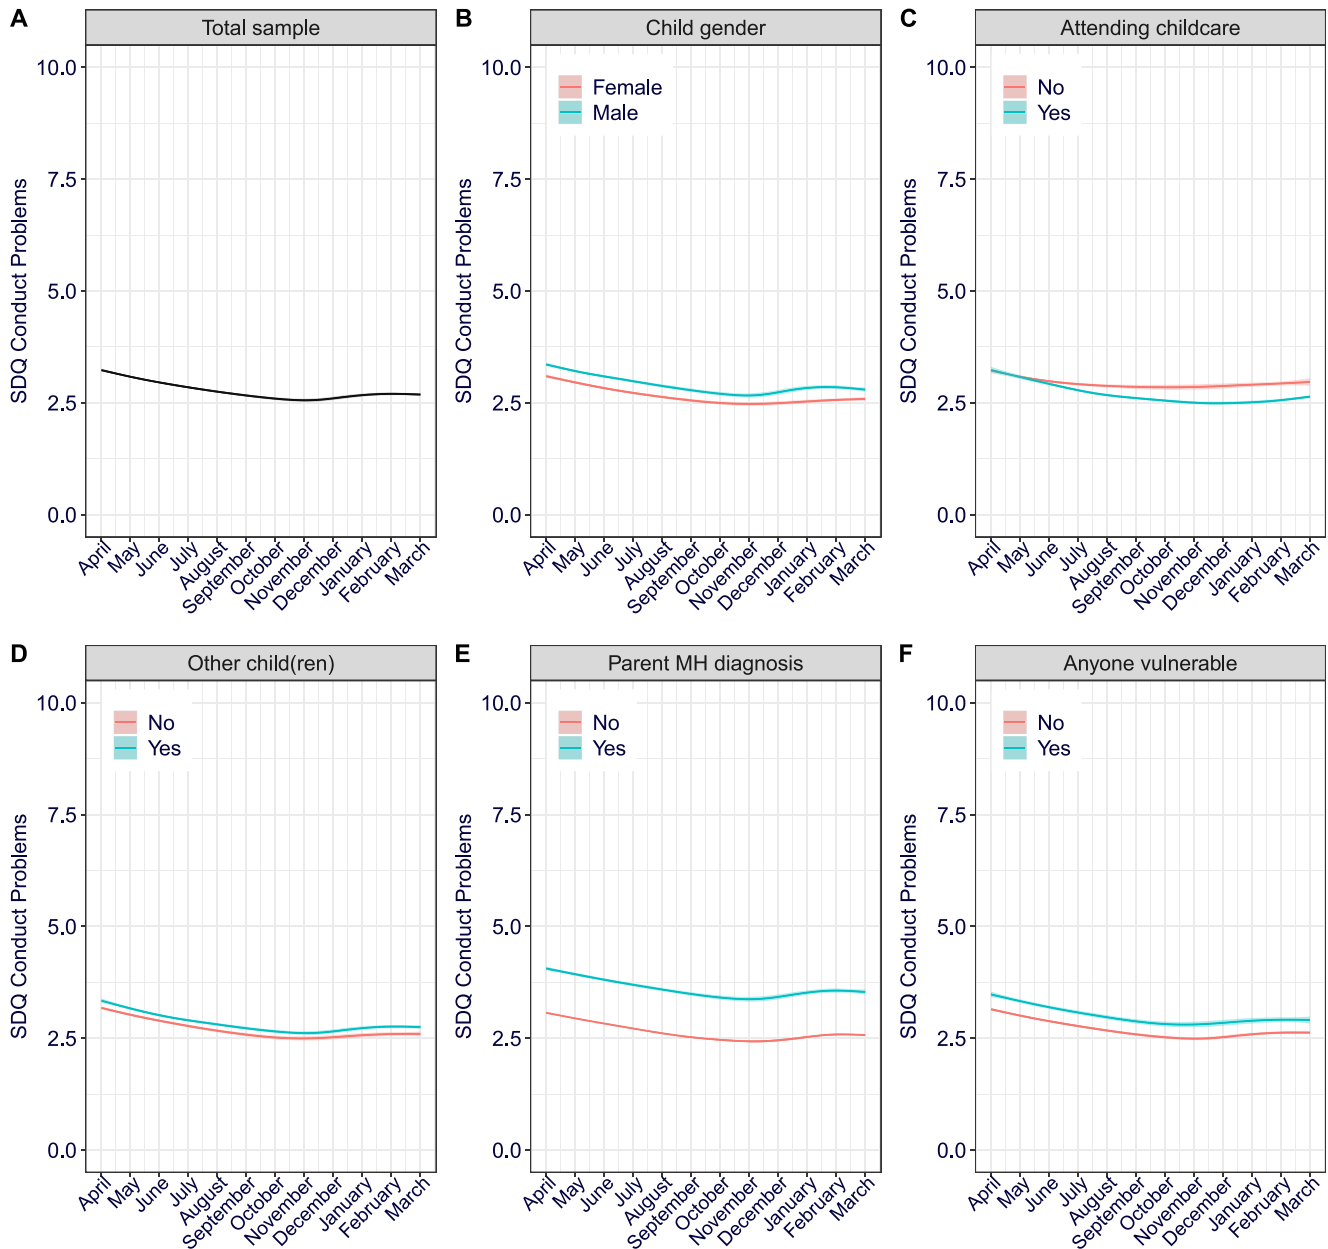 A
Total sample
SDQ Conduct Problems
10.0
7.5
5.0
2.5
0.0
April
May
June
July
August
September
October
November
December
January
February
March
B
Child gender
Female
Male
SDQ Conduct Problems
10.0
7.5
5.0
2.5
0.0
April
May
June
July
August
September
October
November
December
January
February
March
C
Attending childcare
No
Yes
SDQ Conduct Problems
10.0
7.5
5.0
2.5
0.0
April
May
June
July
August
September
October
November
December
January
February
March
D
Other child(ren)
No
Yes
SDQ Conduct Problems
10.0
7.5
5.0
2.5
0.0
April
May
June
July
August
September
October
November
December
January
February
March
E
Parent MH diagnosis
No
Yes
SDQ Conduct Problems
10.0
7.5
5.0
2.5
0.0
April
May
June
July
August
September
October
November
December
January
February
March
F
Anyone vulnerable
No
Yes
SDQ Conduct Problems
10.0
7.5
5.0
2.5
0.0
April
May
June
July
August
September
October
November
December
January
February
March